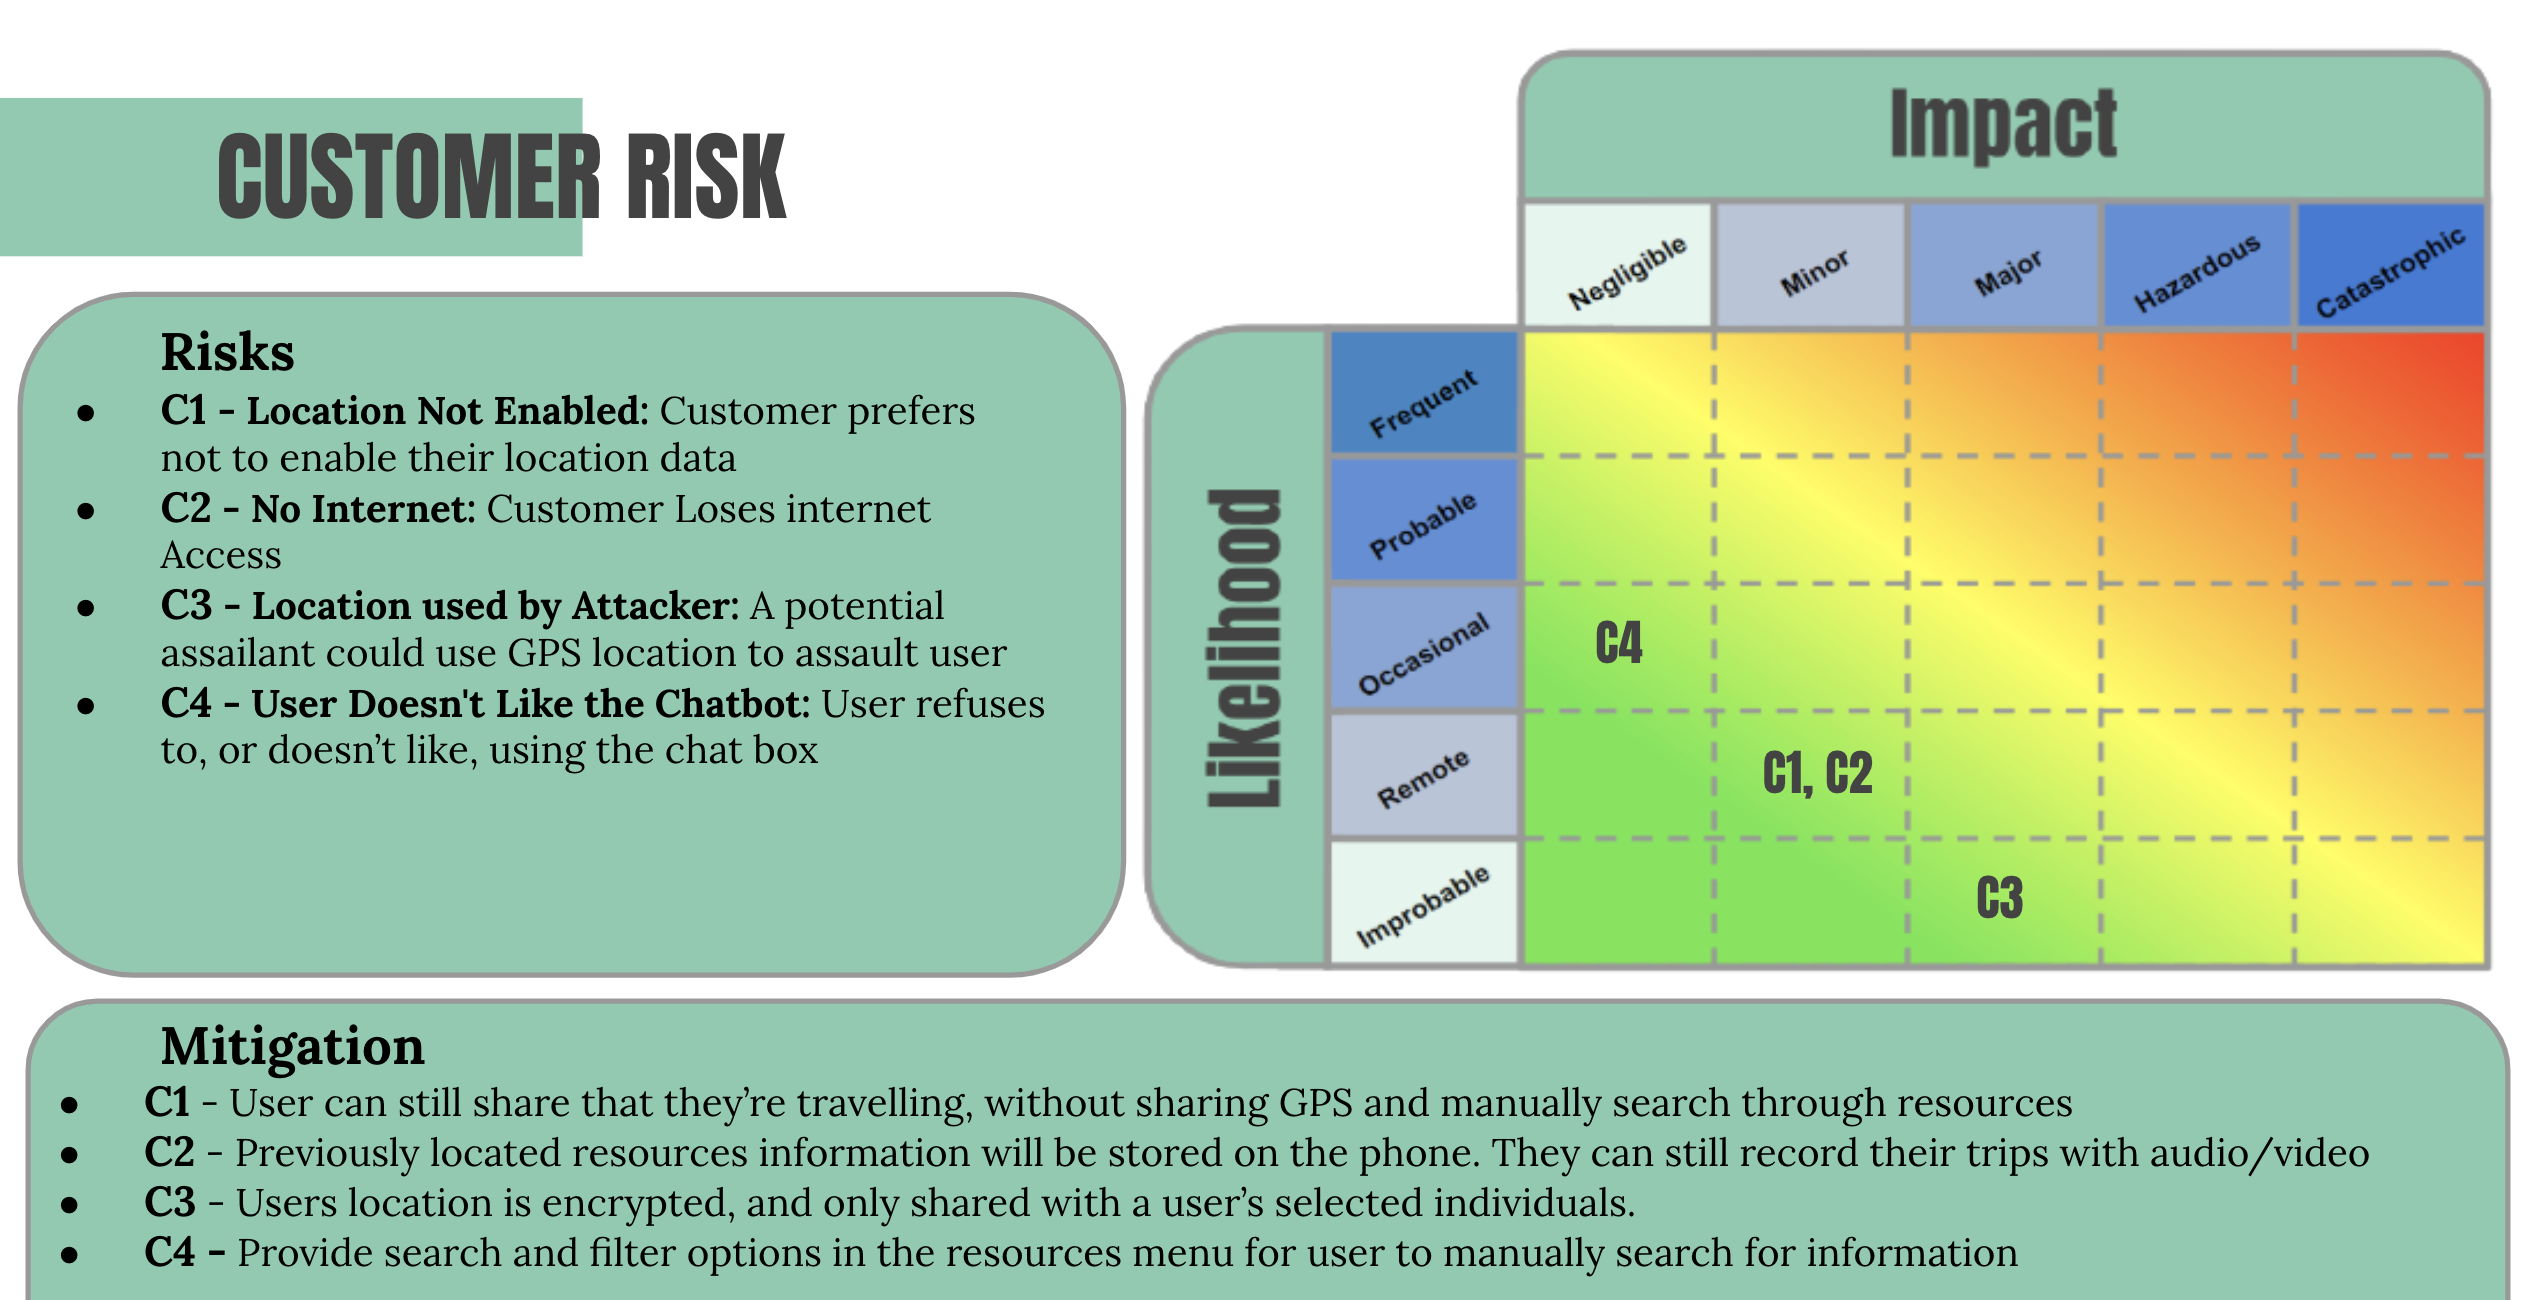 CUSTOMER RISK
Risks
● C1 - Location Not Enabled: Customer prefers
not to enable their location data
● C2 - No Internet: Customer Loses internet
Access
● C3 - Location used by Attacker: A potential
assailant could use GPS location to assault user
● C4 - User Doesn't Like the Chatbot: User refuses
to, or doesn’t like, using the chat box
Impact
Negligible
Minor
Major
Hazardous
Catastrophic
Likelihood
Frequent
Probable
Occasional
C4
Remote
C1, C2
Improbable
C3
Mitigation
● C1 - User can still share that they’re travelling, without sharing GPS and manually search through resources
● C2 - Previously located resources information will be stored on the phone. They can still record their trips with audio/video
● C3 - Users location is encrypted, and only shared with a user’s selected individuals.
● C4 - Provide search and filter options in the resources menu for user to manually search for information